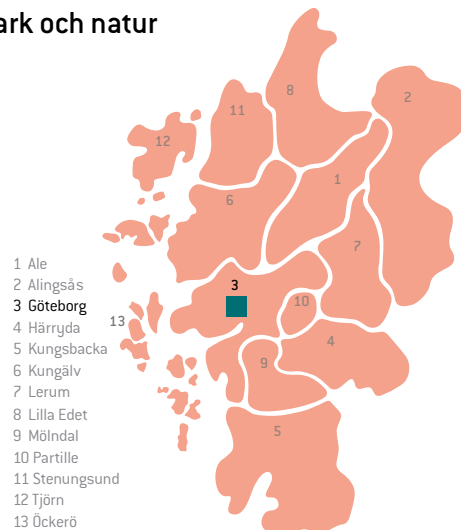 ark och natur
8
2
11
12
1
6
7
3
10
13
4
9
5
1 Ale
2 Alingsås
3 Göteborg
4 Härryda
5 Kungsbacka
6 Kungälv
7 Lerum
8 Lilla Edet
9 Mölndal
10 Partille
11 Stenungsund
12 Tjörn
13 Öckerö